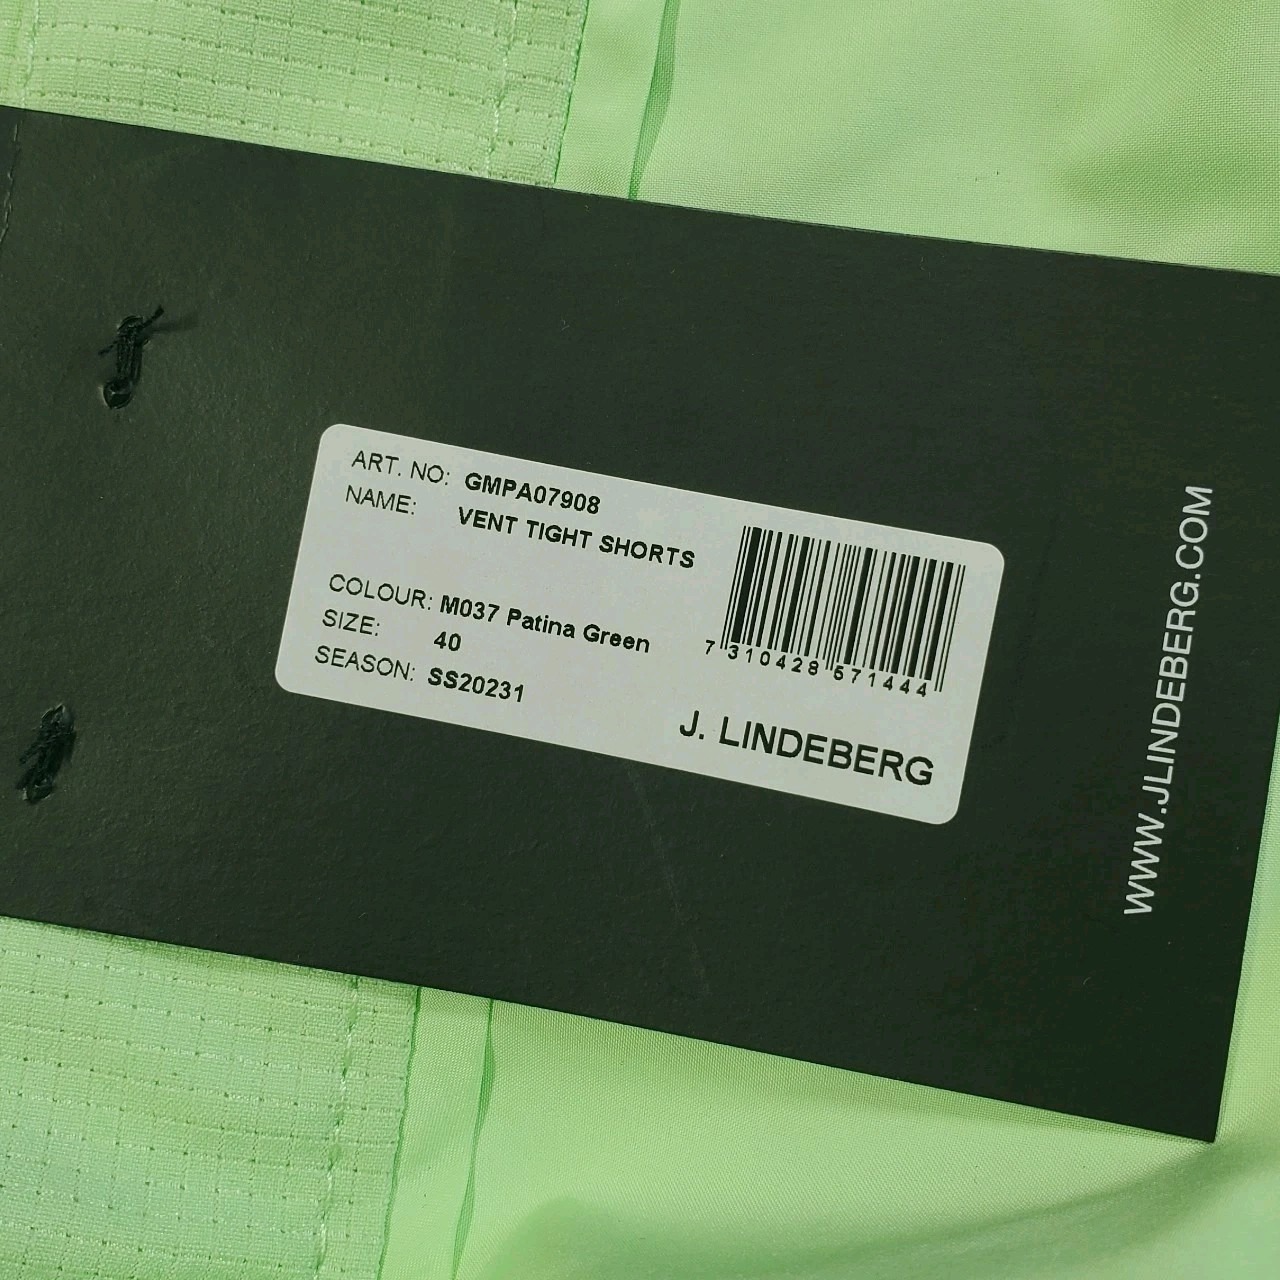 ART. NO: GMPA07908
NAME: VENT TIGHT SHORTS
COLOUR: M037 Patina Green
SIZE: 40
SEASON: SS20231
7 310428 571444
J. LINDEBERG
WWW.JLINDEBERG.COM